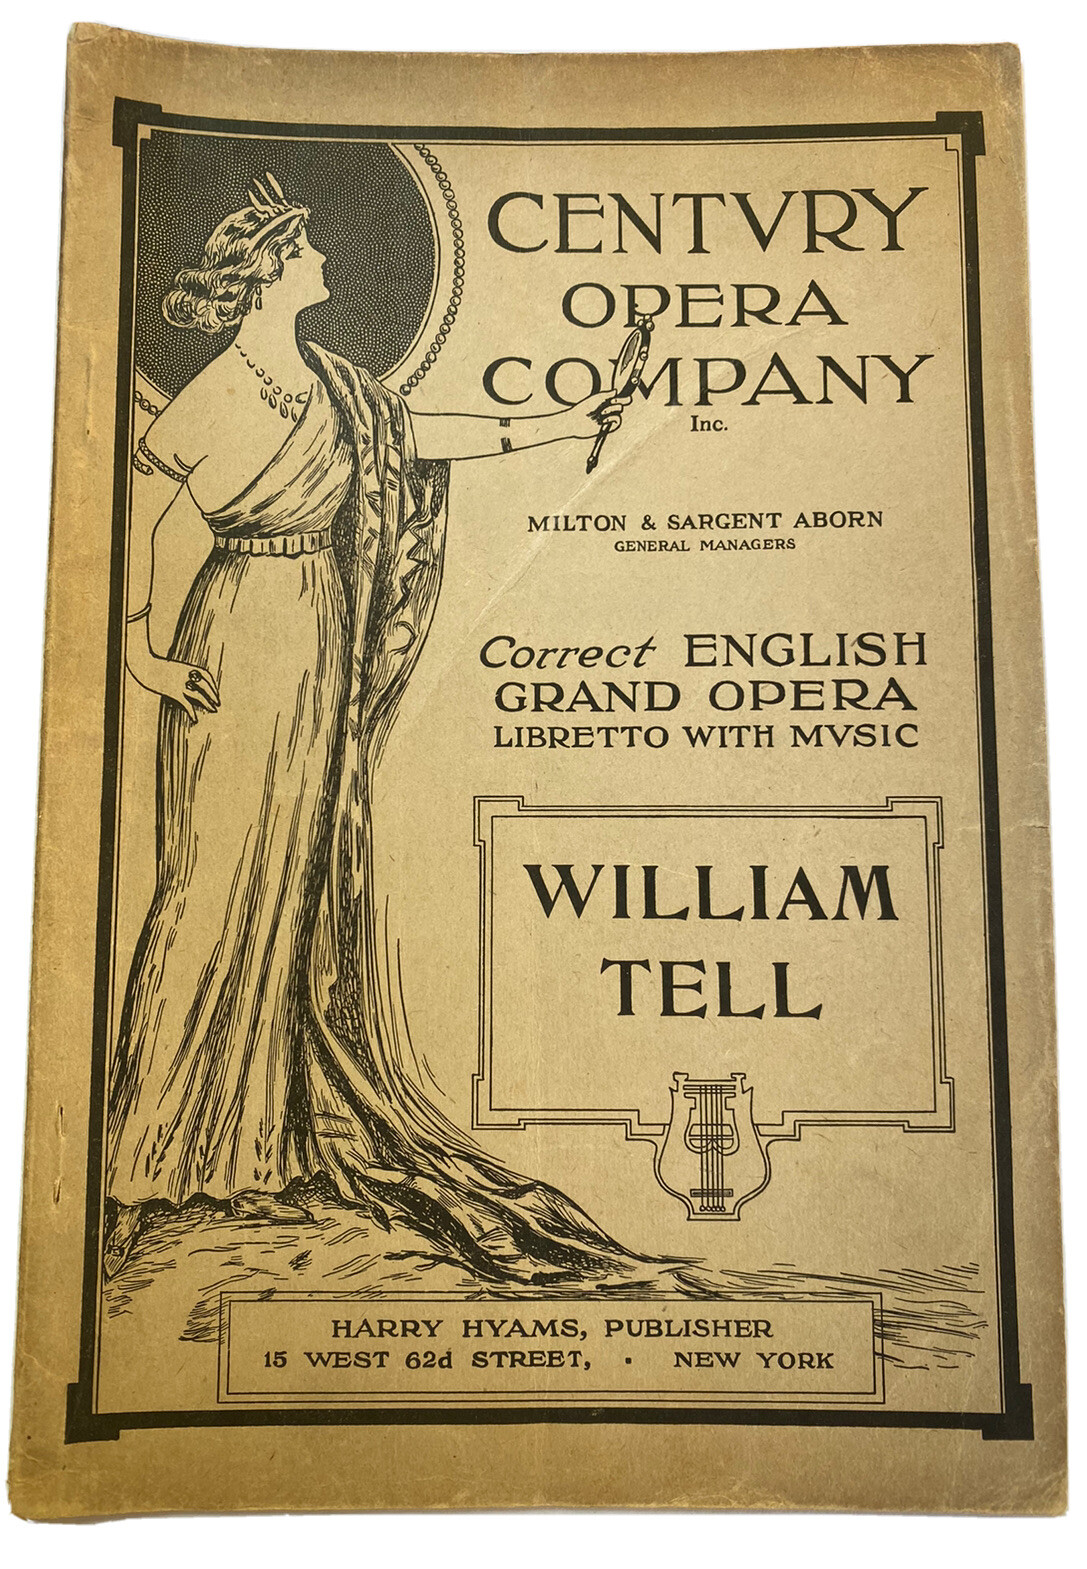 CENTVRY
OPERA
COMPANY
Inc.
MILTON & SARGENT ABORN
GENERAL MANAGERS
Correct ENGLISH
GRAND OPERA
LIBRETTO WITH MVSIC
WILLIAM
TELL
HARRY HYAMS, PUBLISHER
15 WEST 62d STREET, · NEW YORK